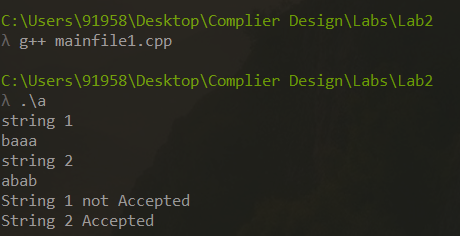 C:\Users\91958\Desktop\Complier Design\Labs\Lab2
λ g++ mainfile1.cpp
C:\Users\91958\Desktop\Complier Design\Labs\Lab2
λ .\a
string 1
baaa
string 2
abab
String 1 not Accepted
String 2 Accepted